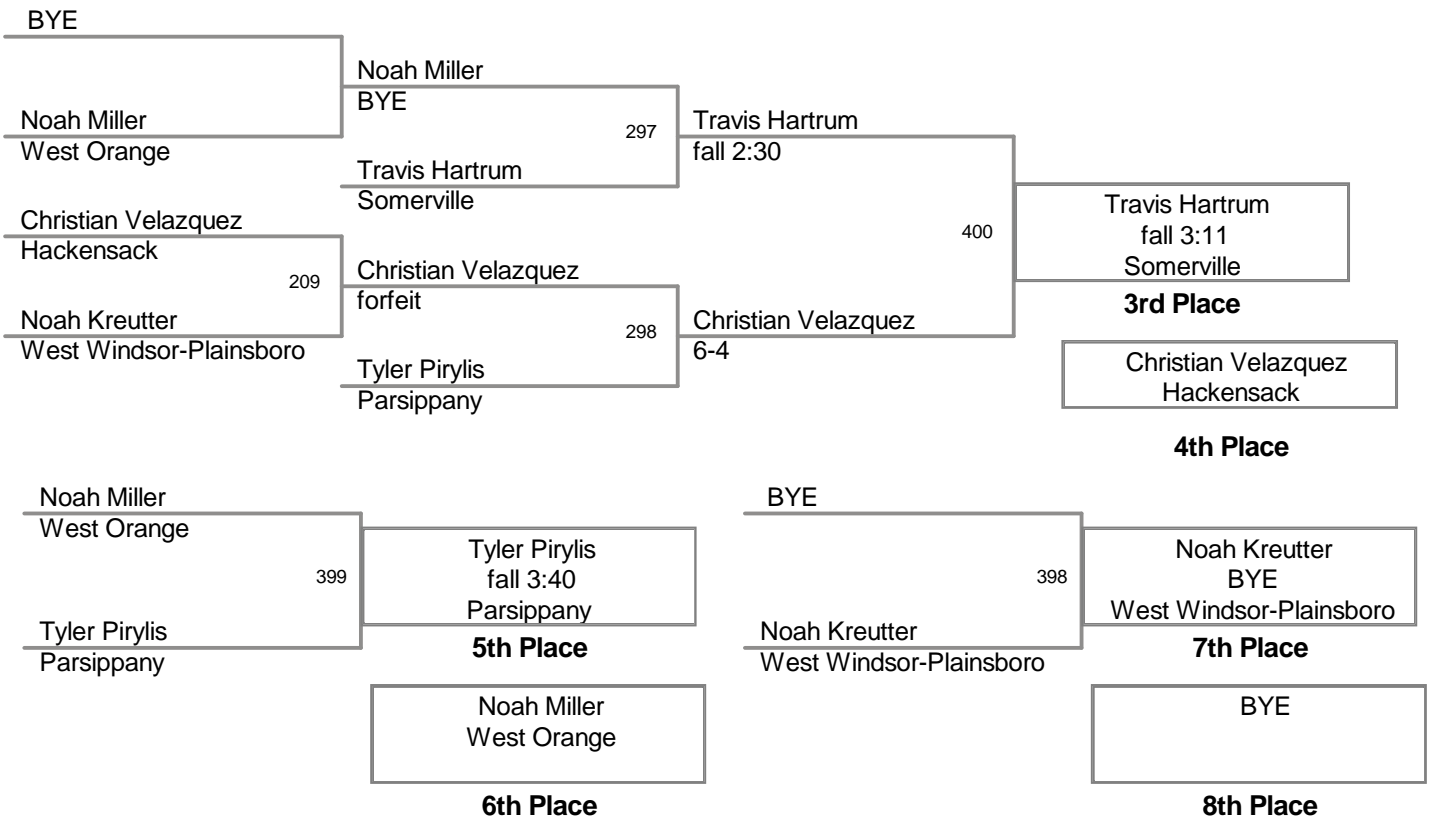 BYE
Noah Miller
BYE
Noah Miller
West Orange
297
Travis Hartrum
fall 2:30
Travis Hartrum
Somerville
Christian Velazquez
Hackensack
209
Christian Velazquez
forfeit
Noah Kreutter
West Windsor-Plainsboro
298
Christian Velazquez
6-4
Tyler Pirylis
Parsippany
400
Travis Hartrum
fall 3:11
Somerville
3rd Place
Christian Velazquez
Hackensack
4th Place
Noah Miller
West Orange
399
Tyler Pirylis
Parsippany
Tyler Pirylis
fall 3:40
Parsippany
5th Place
Noah Miller
West Orange
6th Place
BYE
398
Noah Kreutter
West Windsor-Plainsboro
Noah Kreutter
BYE
West Windsor-Plainsboro
7th Place
BYE
8th Place